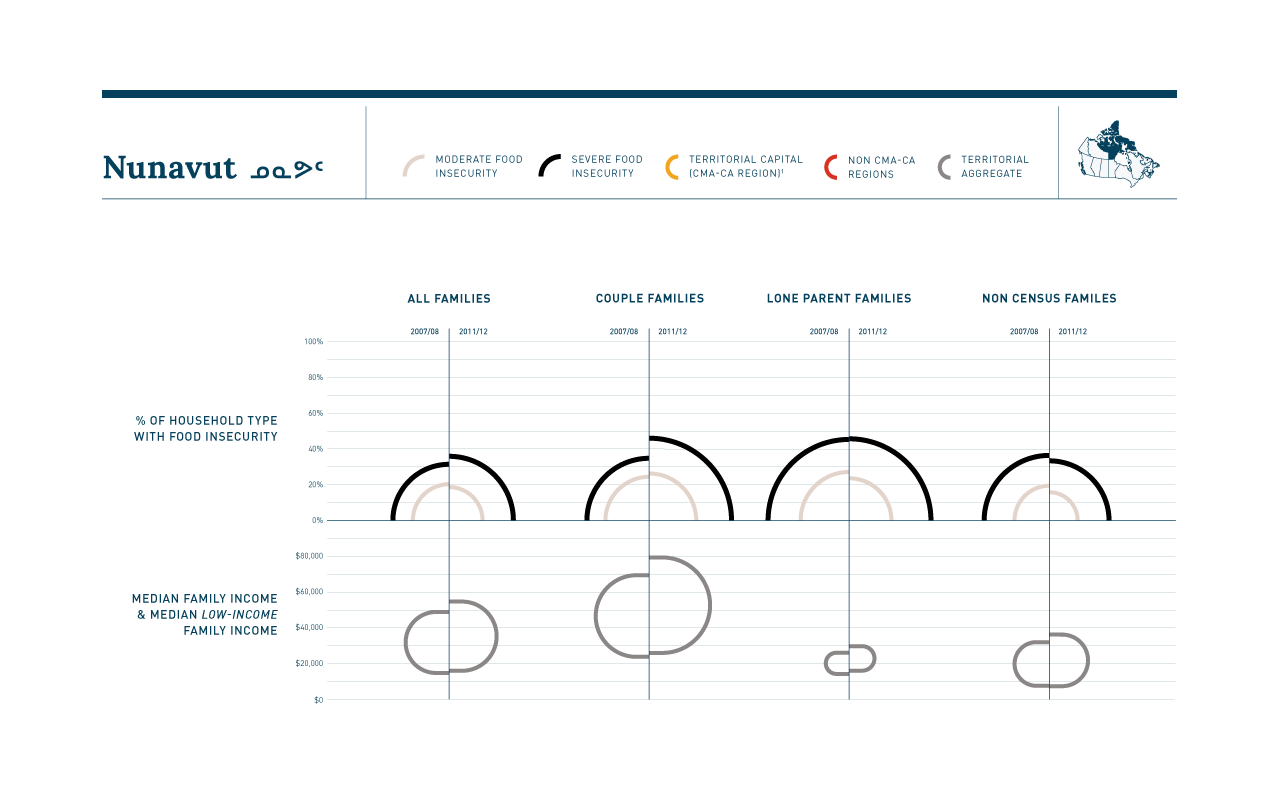 Nunavut ᓄᓇᕗᑦ
MODERATE FOOD
INSECURITY
SEVERE FOOD
INSECURITY
TERRITORIAL CAPITAL
(CMA-CA REGION)¹
NON CMA-CA
REGIONS
TERRITORIAL
AGGREGATE
ALL FAMILIES
COUPLE FAMILIES
LONE PARENT FAMILIES
NON CENSUS FAMILES
2007/08 2011/12
2007/08 2011/12
2007/08 2011/12
2007/08 2011/12
% OF HOUSEHOLD TYPE
WITH FOOD INSECURITY
100%
80%
60%
40%
20%
0%
MEDIAN FAMILY INCOME
& MEDIAN LOW-INCOME
FAMILY INCOME
$80,000
$60,000
$40,000
$20,000
$0